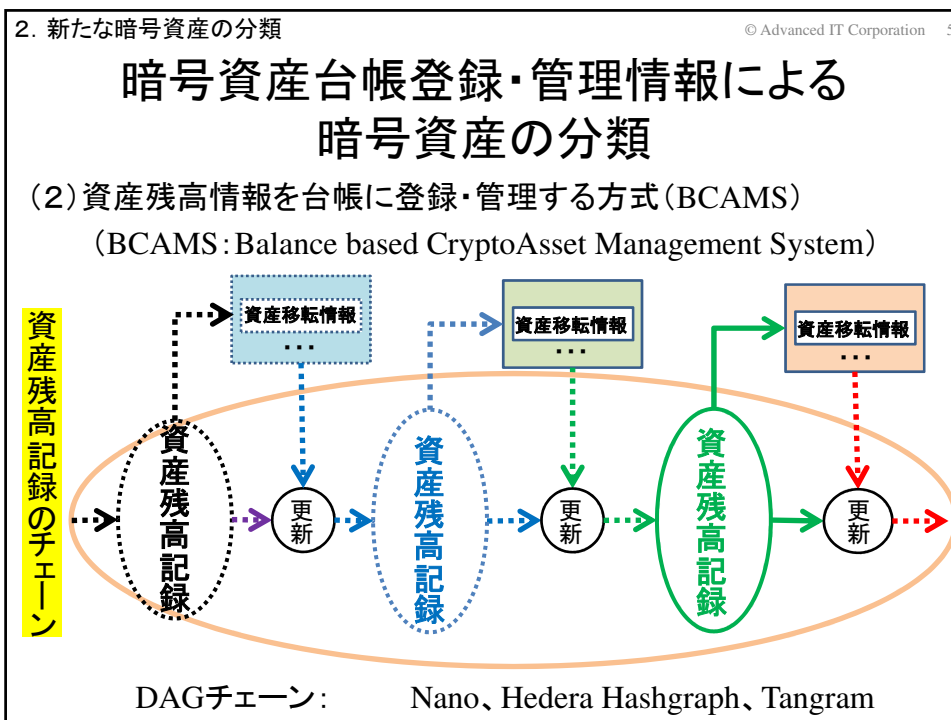 2．新たな暗号資産の分類
© Advanced IT Corporation 5
暗号資産台帳登録・管理情報による
暗号資産の分類
（2）資産残高情報を台帳に登録・管理する方式（BCAMS）
（BCAMS：Balance based CryptoAsset Management System）
資産残高記録のチェーン
資産移転情報
…
資産移転情報
…
資産移転情報
…
資産残高記録
更新
資産残高記録
更新
資産残高記録
更新
DAGチェーン： Nano、Hedera Hashgraph、Tangram